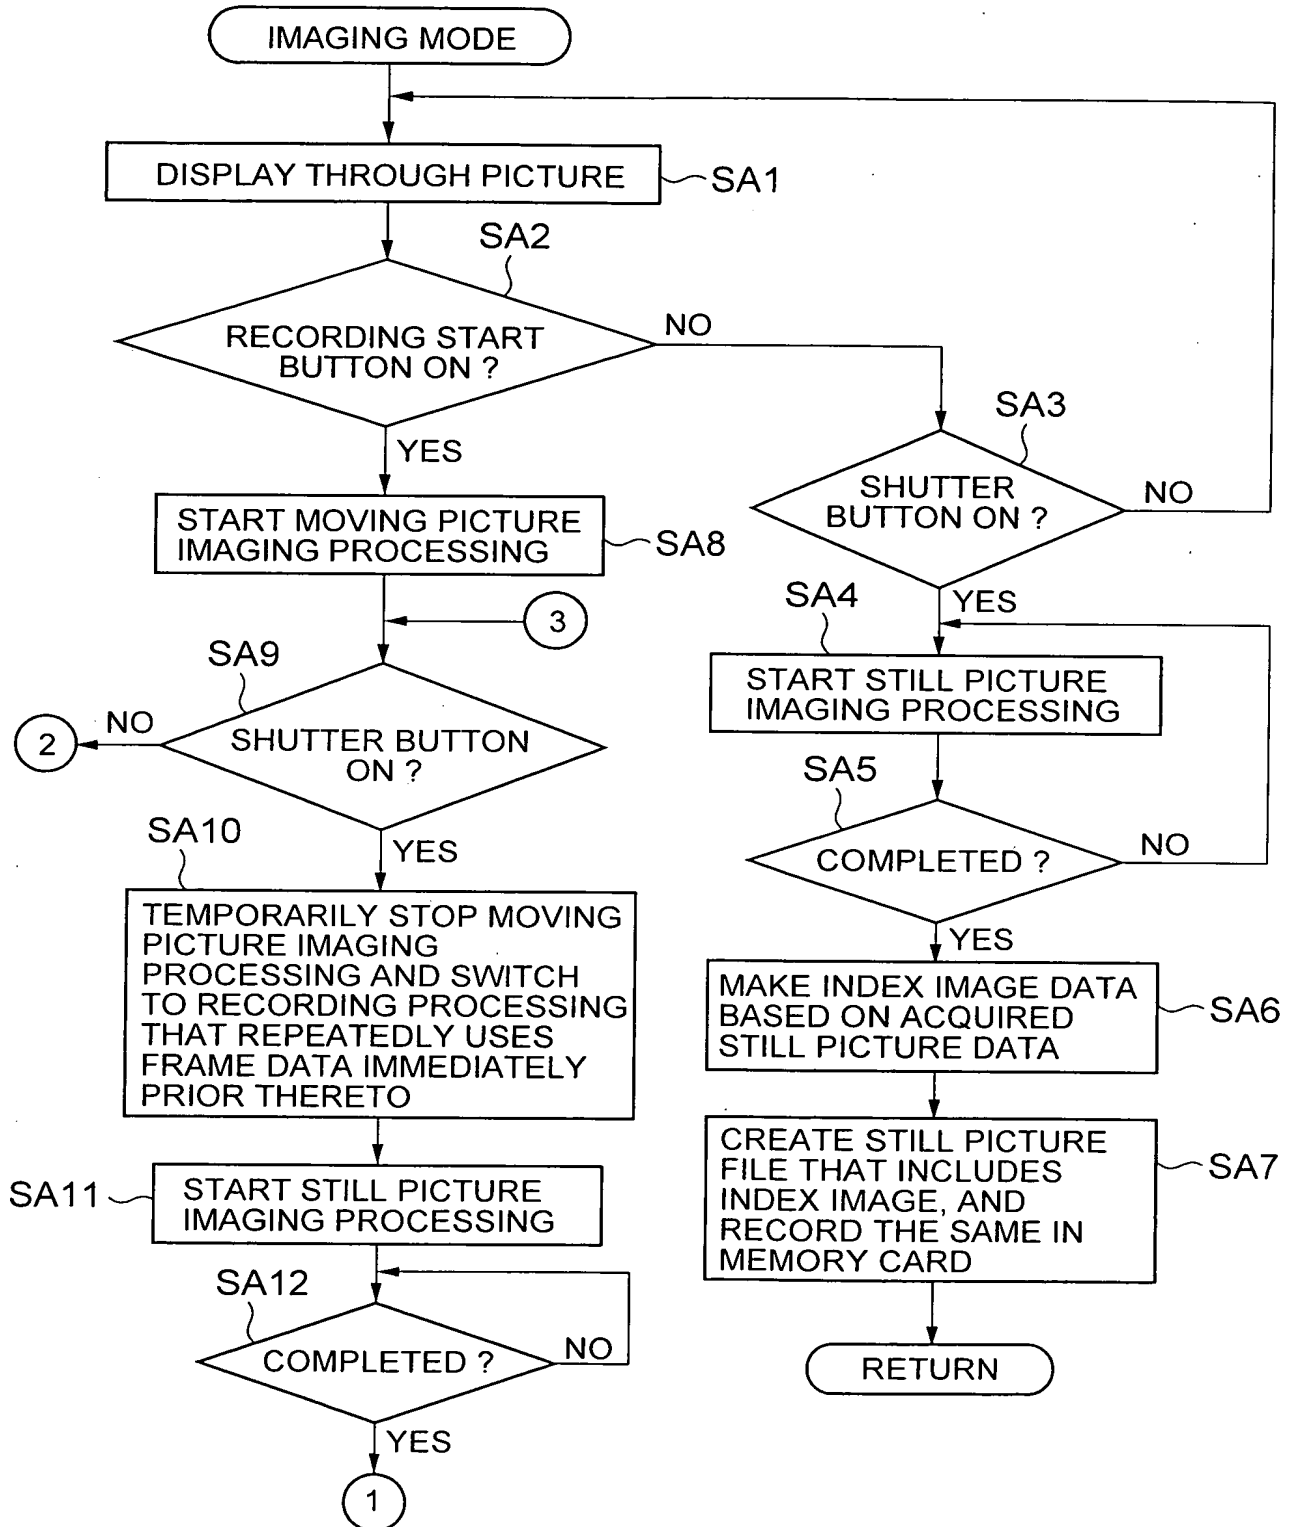 IMAGING MODE
DISPLAY THROUGH PICTURE
SA1
SA2
RECORDING START
BUTTON ON ?
NO
YES
SA3
SHUTTER
BUTTON ON ?
NO
YES
START MOVING PICTURE
IMAGING PROCESSING
SA8
3
SA4
START STILL PICTURE
IMAGING PROCESSING
SA9
SHUTTER BUTTON
ON ?
NO
2
YES
SA5
COMPLETED ?
NO
YES
SA10
TEMPORARILY STOP MOVING
PICTURE IMAGING
PROCESSING AND SWITCH
TO RECORDING PROCESSING
THAT REPEATEDLY USES
FRAME DATA IMMEDIATELY
PRIOR THERETO
MAKE INDEX IMAGE DATA
BASED ON ACQUIRED
STILL PICTURE DATA
SA6
CREATE STILL PICTURE
FILE THAT INCLUDES
INDEX IMAGE, AND
RECORD THE SAME IN
MEMORY CARD
SA7
SA11
START STILL PICTURE
IMAGING PROCESSING
SA12
COMPLETED ?
NO
YES
1
RETURN